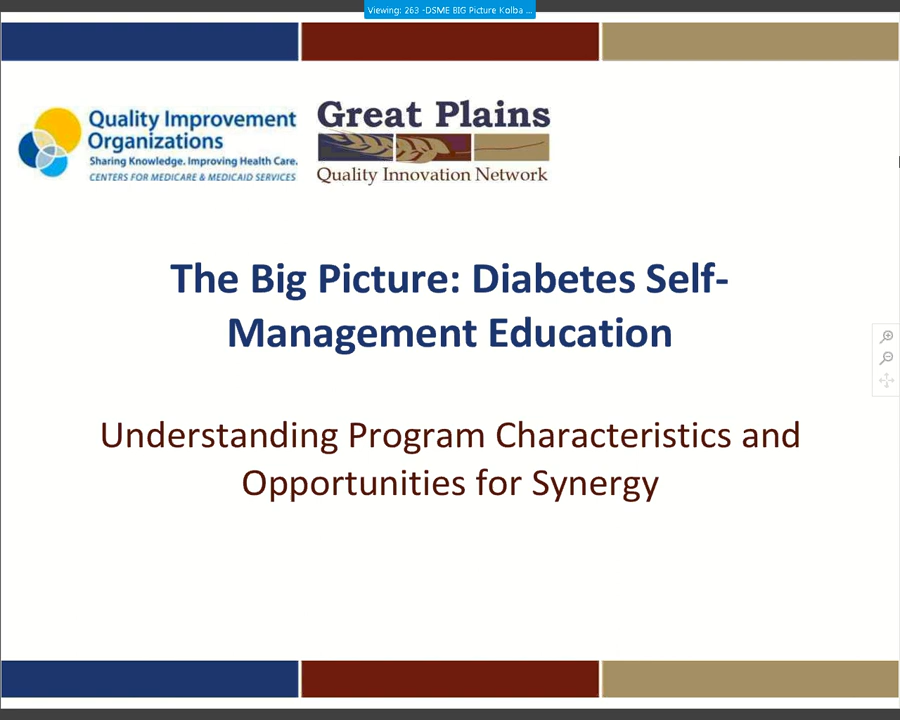 Viewing: 263 -DSME BIG Picture Kolba ...
Quality Improvement
Organizations
Sharing Knowledge. Improving Health Care.
CENTERS FOR MEDICARE & MEDICAID SERVICES
Great Plains
Quality Innovation Network
The Big Picture: Diabetes Self-
Management Education
Understanding Program Characteristics and
Opportunities for Synergy